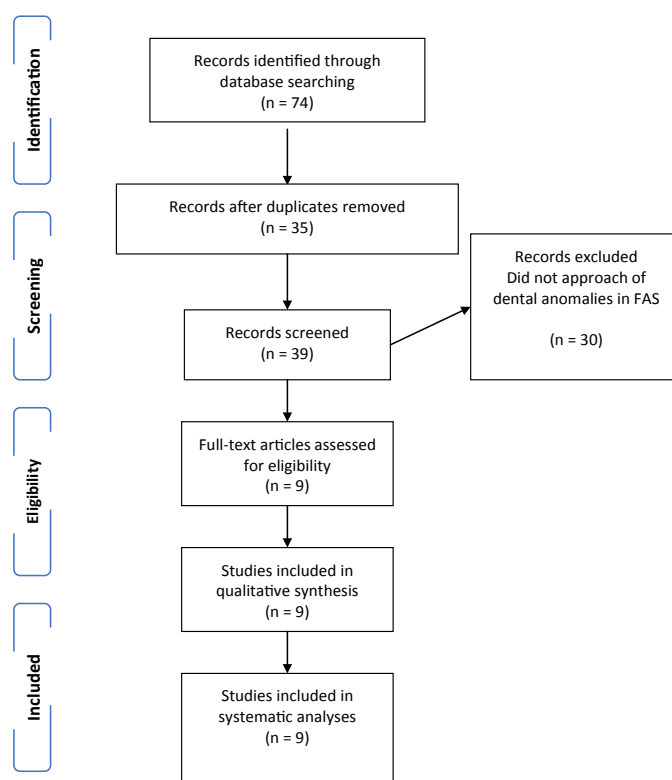 Identification
Records identified through
database searching
(n = 74)
Records after duplicates removed
(n = 35)
Screening
Records screened
(n = 39)
Records excluded
Did not approach of
dental anomalies in FAS
(n = 30)
Eligibility
Full-text articles assessed
for eligibility
(n = 9)
Studies included in
qualitative synthesis
(n = 9)
Included
Studies included in
systematic analyses
(n = 9)